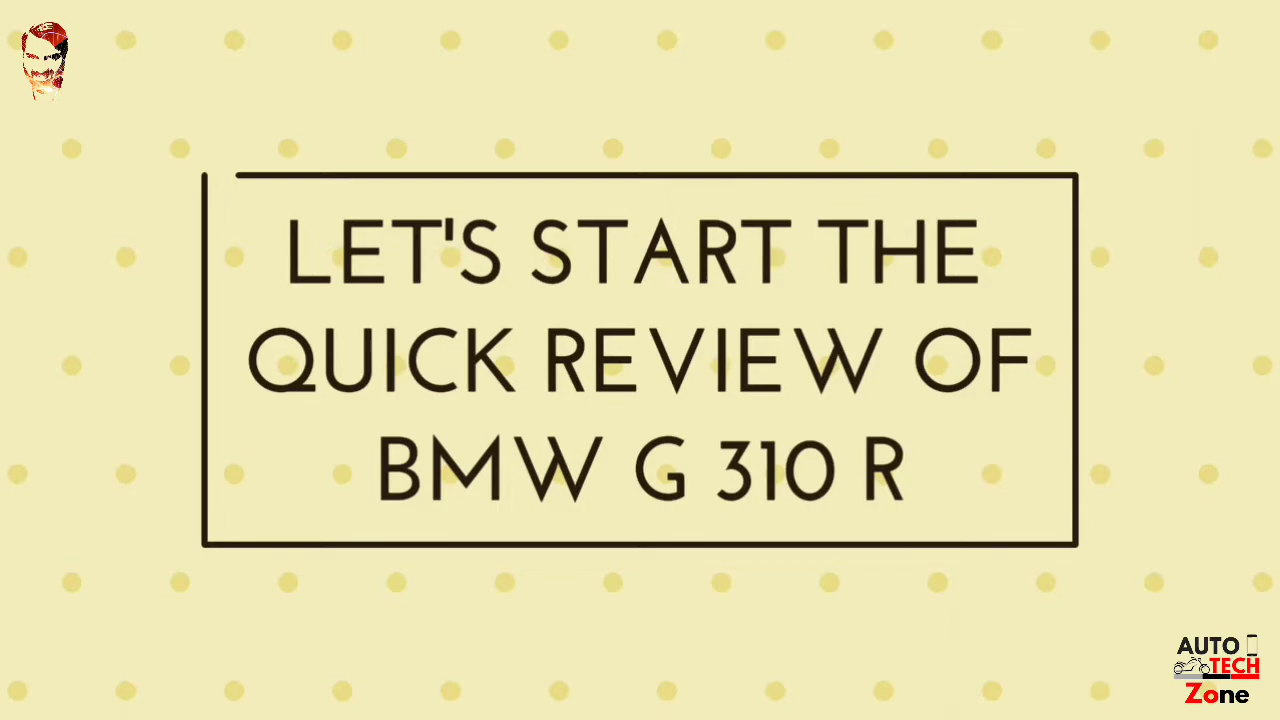 LET'S START THE
QUICK REVIEW OF
BMW G 310 R
AUTO
TECH
Zone